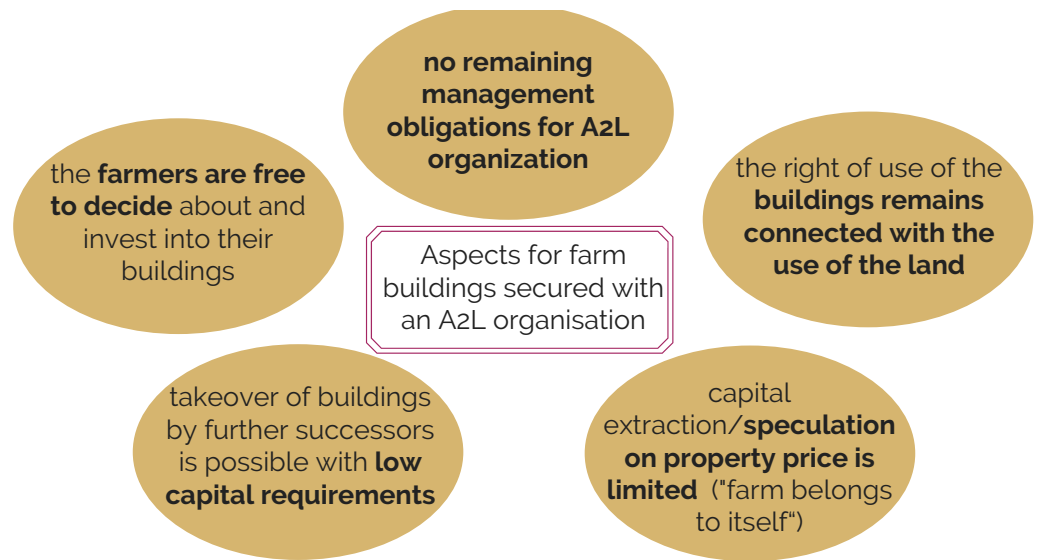 no remaining
management
obligations for A2L
organization
the farmers are free
to decide about and
invest into their
buildings
the right of use of the
buildings remains
connected with the
use of the land
Aspects for farm
buildings secured with
an A2L organisation
takeover of buildings
by further successors
is possible with low
capital requirements
capital
extraction/speculation
on property price is
limited ("farm belongs
to itself“)